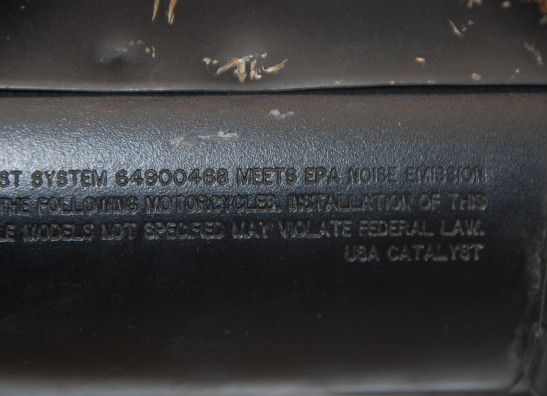 ST SYSTEM 64900468 MEETS EPA NOISE EMISSION
THE FOLLOWING MOTORCYCLES. INSTALLATION OF THIS
LE MODELS NOT SPECIFIED MAY VIOLATE FEDERAL LAW.
USA CATALYST